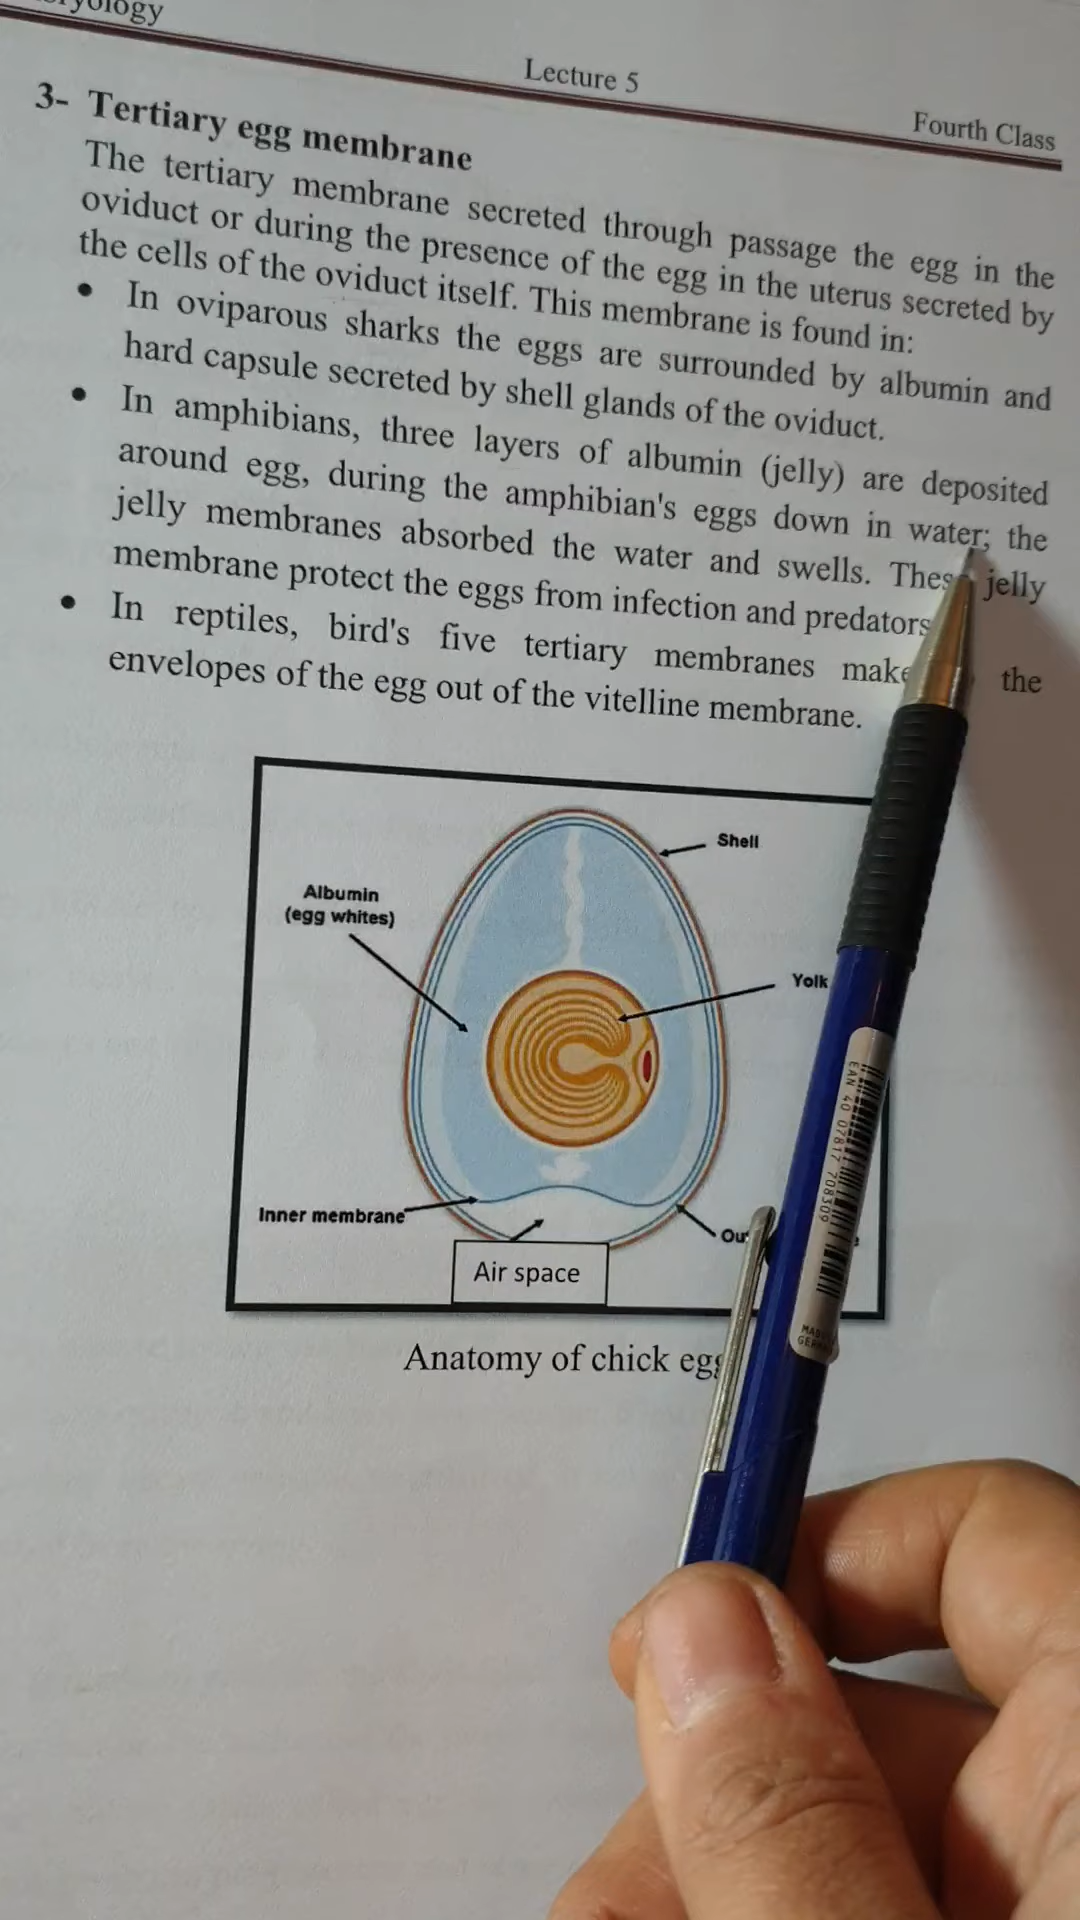 Lecture 5
Fourth Class
3- Tertiary egg membrane
The tertiary membrane secreted through passage the egg in the
oviduct or during the presence of the egg in the uterus secreted by
the cells of the oviduct itself. This membrane is found in:
• In oviparous sharks the eggs are surrounded by albumin and
hard capsule secreted by shell glands of the oviduct.
• In amphibians, three layers of albumin (jelly) are deposited
around egg, during the amphibian's eggs down in water; the
jelly membranes absorbed the water and swells. These jelly
membrane protect the eggs from infection and predators
• In reptiles, bird's five tertiary membranes make the
envelopes of the egg out of the vitelline membrane.
Shell
Albumin
(egg whites)
Yolk
Inner membrane
Air space
Anatomy of chick egg
EAN 40 07817 708309